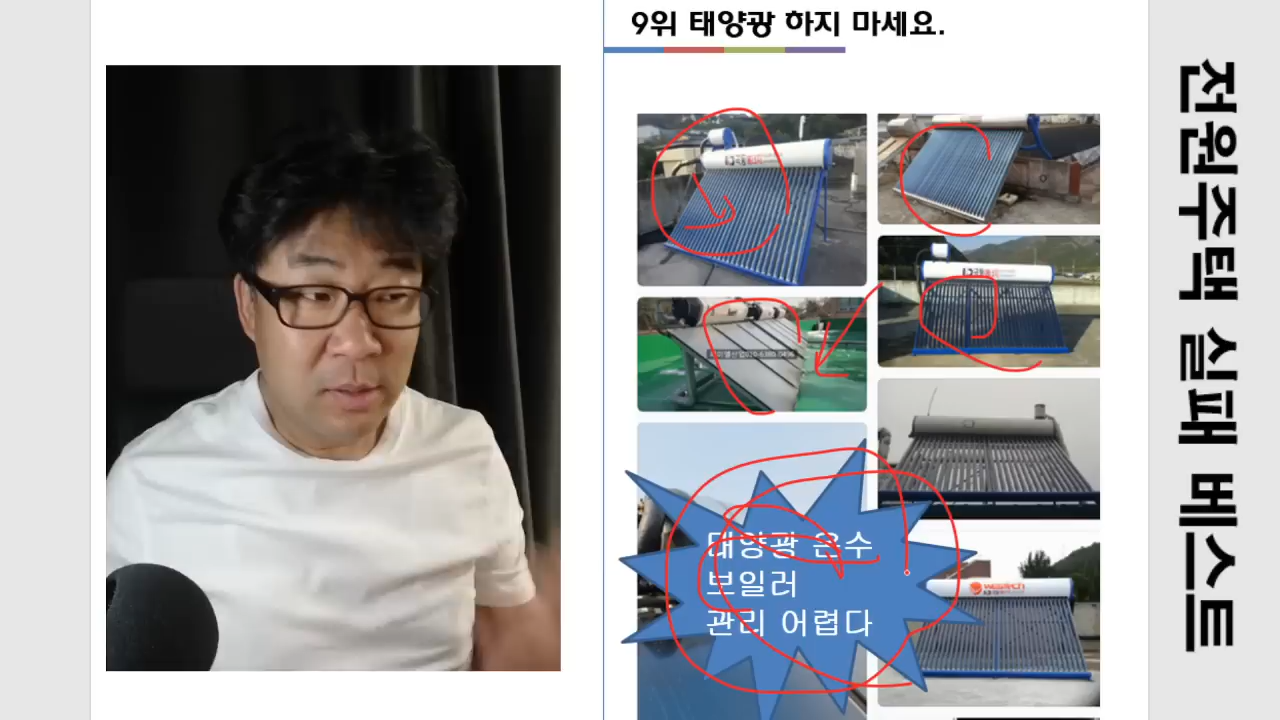 9위 태양광 하지 마세요.
태양광 온수
보일러
관리 어렵다
전원주택 실패 베스트